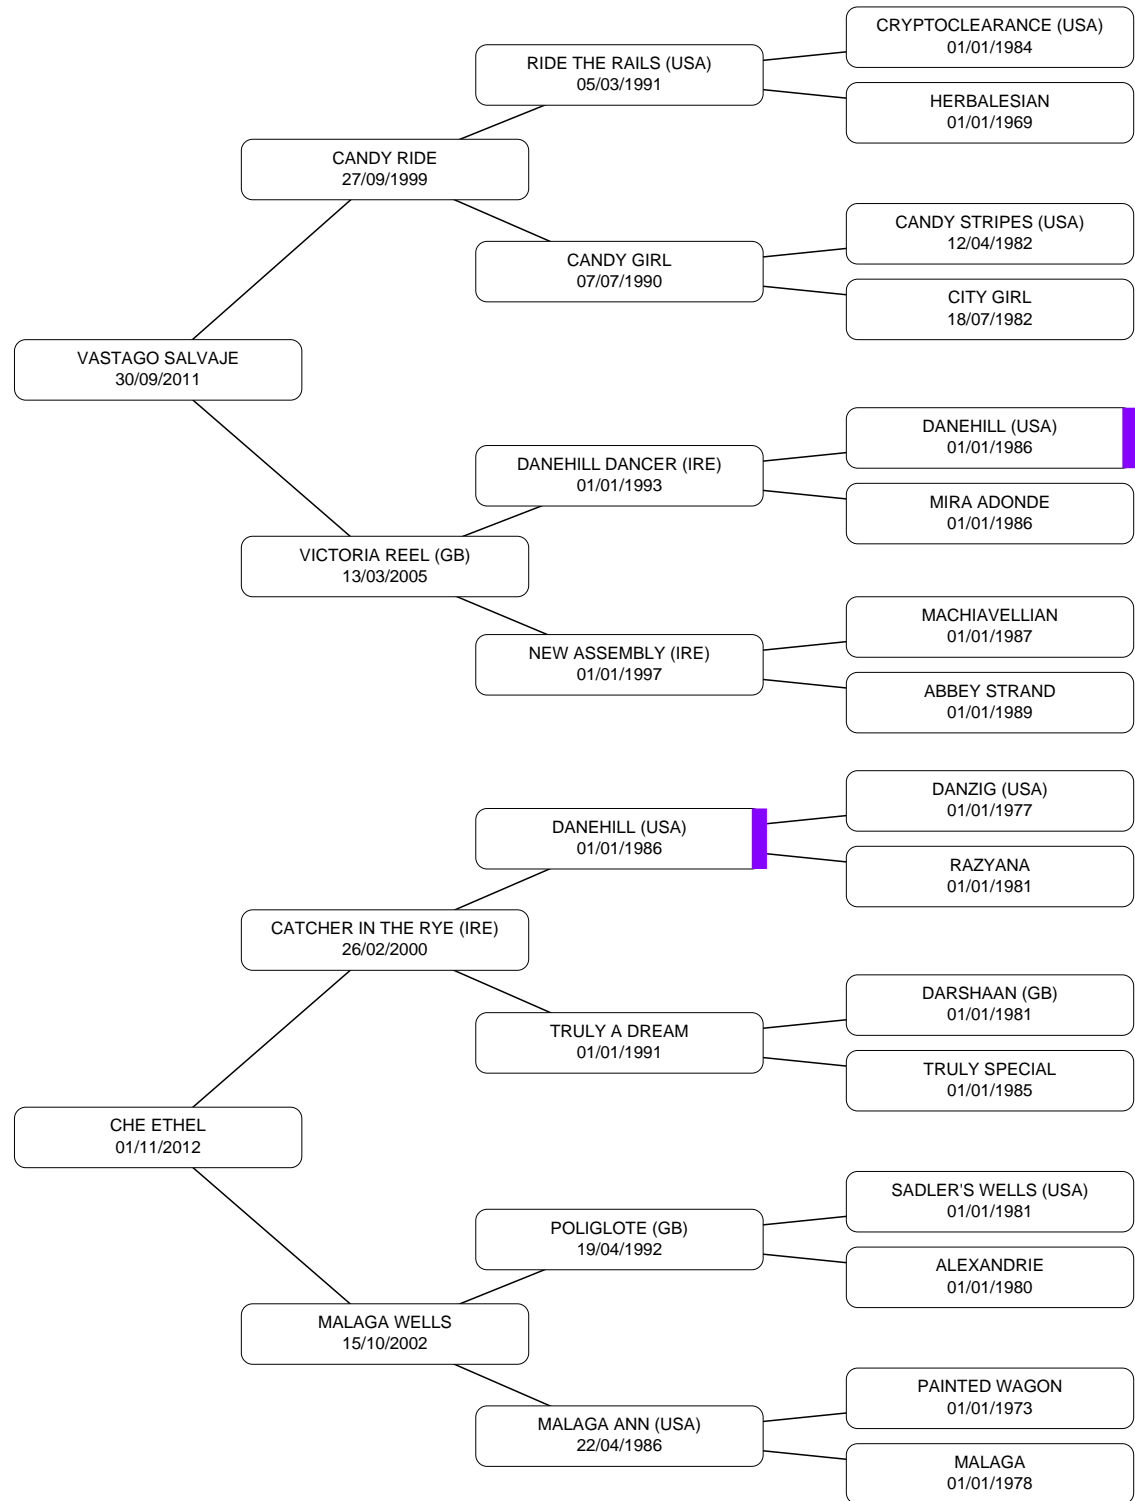 CRYPTOCLEARANCE (USA)
01/01/1984
RIDE THE RAILS (USA)
05/03/1991
HERBALESIAN
01/01/1969
CANDY RIDE
27/09/1999
CANDY STRIPES (USA)
12/04/1982
CANDY GIRL
07/07/1990
CITY GIRL
18/07/1982
VASTAGO SALVAJE
30/09/2011
DANEHILL (USA)
01/01/1986
DANEHILL DANCER (IRE)
01/01/1993
MIRA ADONDE
01/01/1986
VICTORIA REEL (GB)
13/03/2005
MACHIAVELLIAN
01/01/1987
NEW ASSEMBLY (IRE)
01/01/1997
ABBEY STRAND
01/01/1989
DANZIG (USA)
01/01/1977
DANEHILL (USA)
01/01/1986
RAZYANA
01/01/1981
CATCHER IN THE RYE (IRE)
26/02/2000
DARSHAAN (GB)
01/01/1981
TRULY A DREAM
01/01/1991
TRULY SPECIAL
01/01/1985
CHE ETHEL
01/11/2012
SADLER'S WELLS (USA)
01/01/1981
POLIGLOTE (GB)
19/04/1992
ALEXANDRIE
01/01/1980
MALAGA WELLS
15/10/2002
PAINTED WAGON
01/01/1973
MALAGA ANN (USA)
22/04/1986
MALAGA
01/01/1978